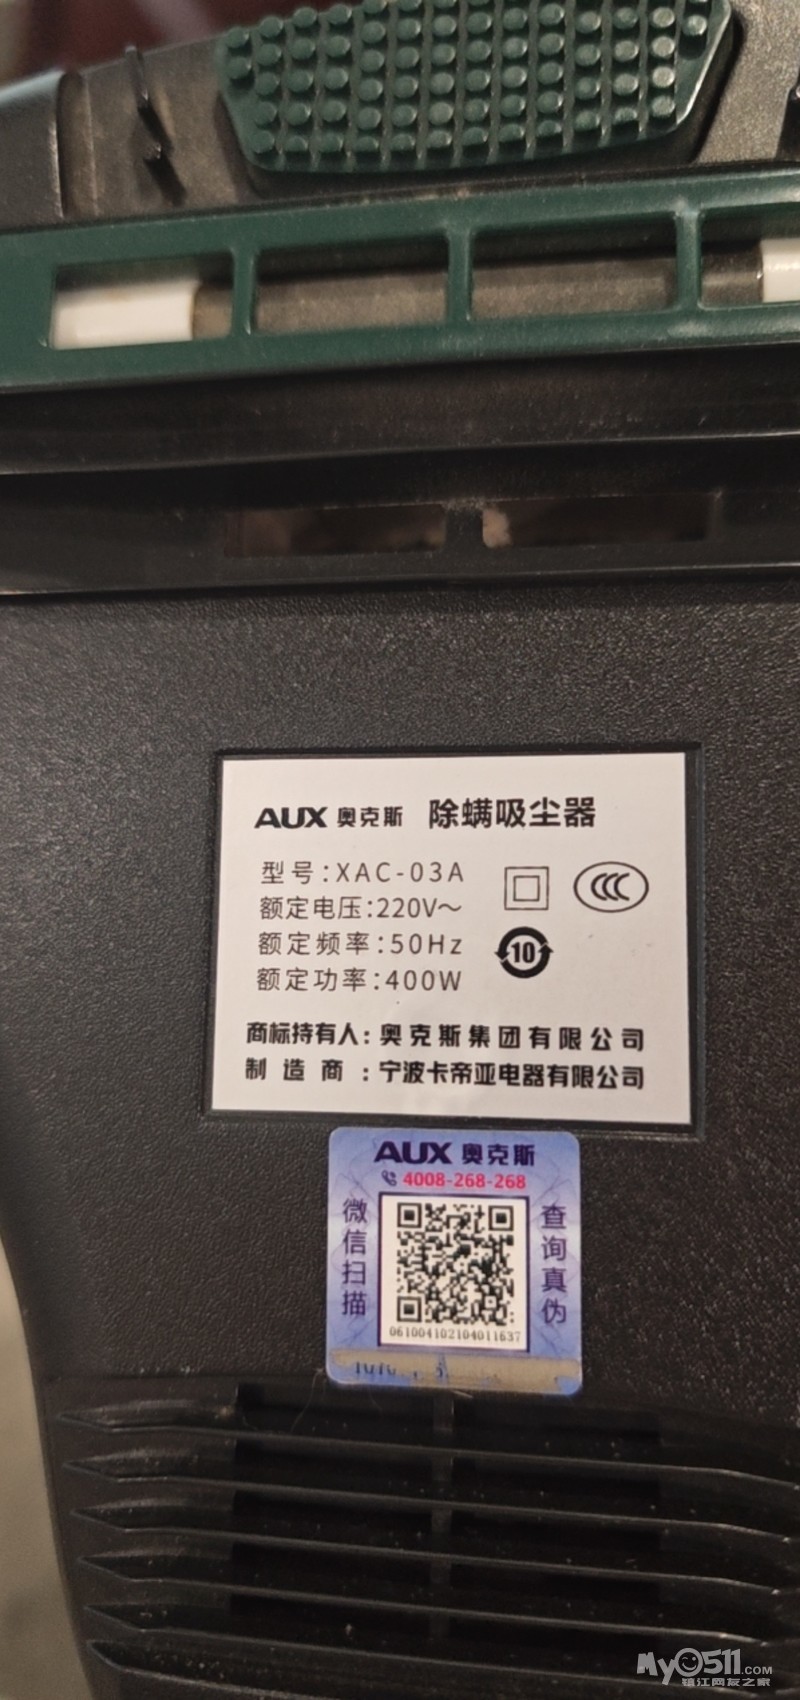 AUX 奥克斯 除螨吸尘器
型号:XAC-03A
额定电压:220V～
额定频率:50Hz
额定功率:400W
CCC
10
商标持有人:奥克斯集团有限公司
制造商:宁波卡帝亚电器有限公司
AUX 奥克斯
4008-268-268
微信扫描
查询真伪
061004102104011637
My0511.COM
镇江网友之家